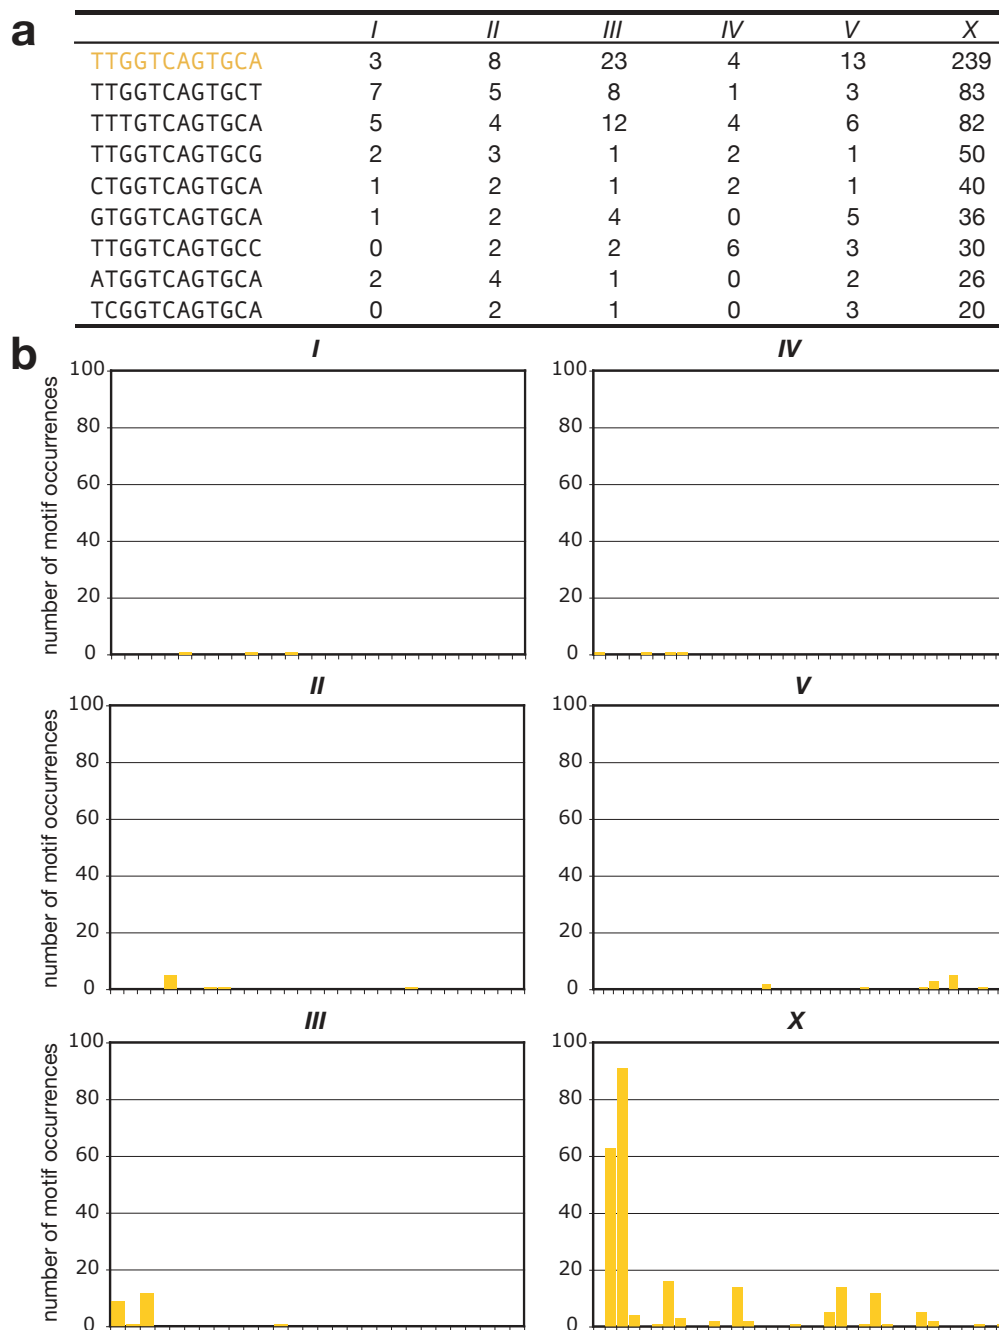 a
I II III IV V X
TTGGTCAGTGCA 3 8 23 4 13 239
TTGGTCAGTGCT 7 5 8 1 3 83
TTTGTCAGTGCA 5 4 12 4 6 82
TTGGTCAGTGCG 2 3 1 2 1 50
CTGGTCAGTGCA 1 2 1 2 1 40
GTGGTCAGTGCA 1 2 4 0 5 36
TTGGTCAGTGCC 0 2 2 6 3 30
ATGGTCAGTGCA 2 4 1 0 2 26
TCGGTCAGTGCA 0 2 1 0 3 20
b
I
number of motif occurrences
100
80
60
40
20
0
IV
100
80
60
40
20
0
II
number of motif occurrences
100
80
60
40
20
0
V
100
80
60
40
20
0
III
number of motif occurrences
100
80
60
40
20
0
X
100
80
60
40
20
0